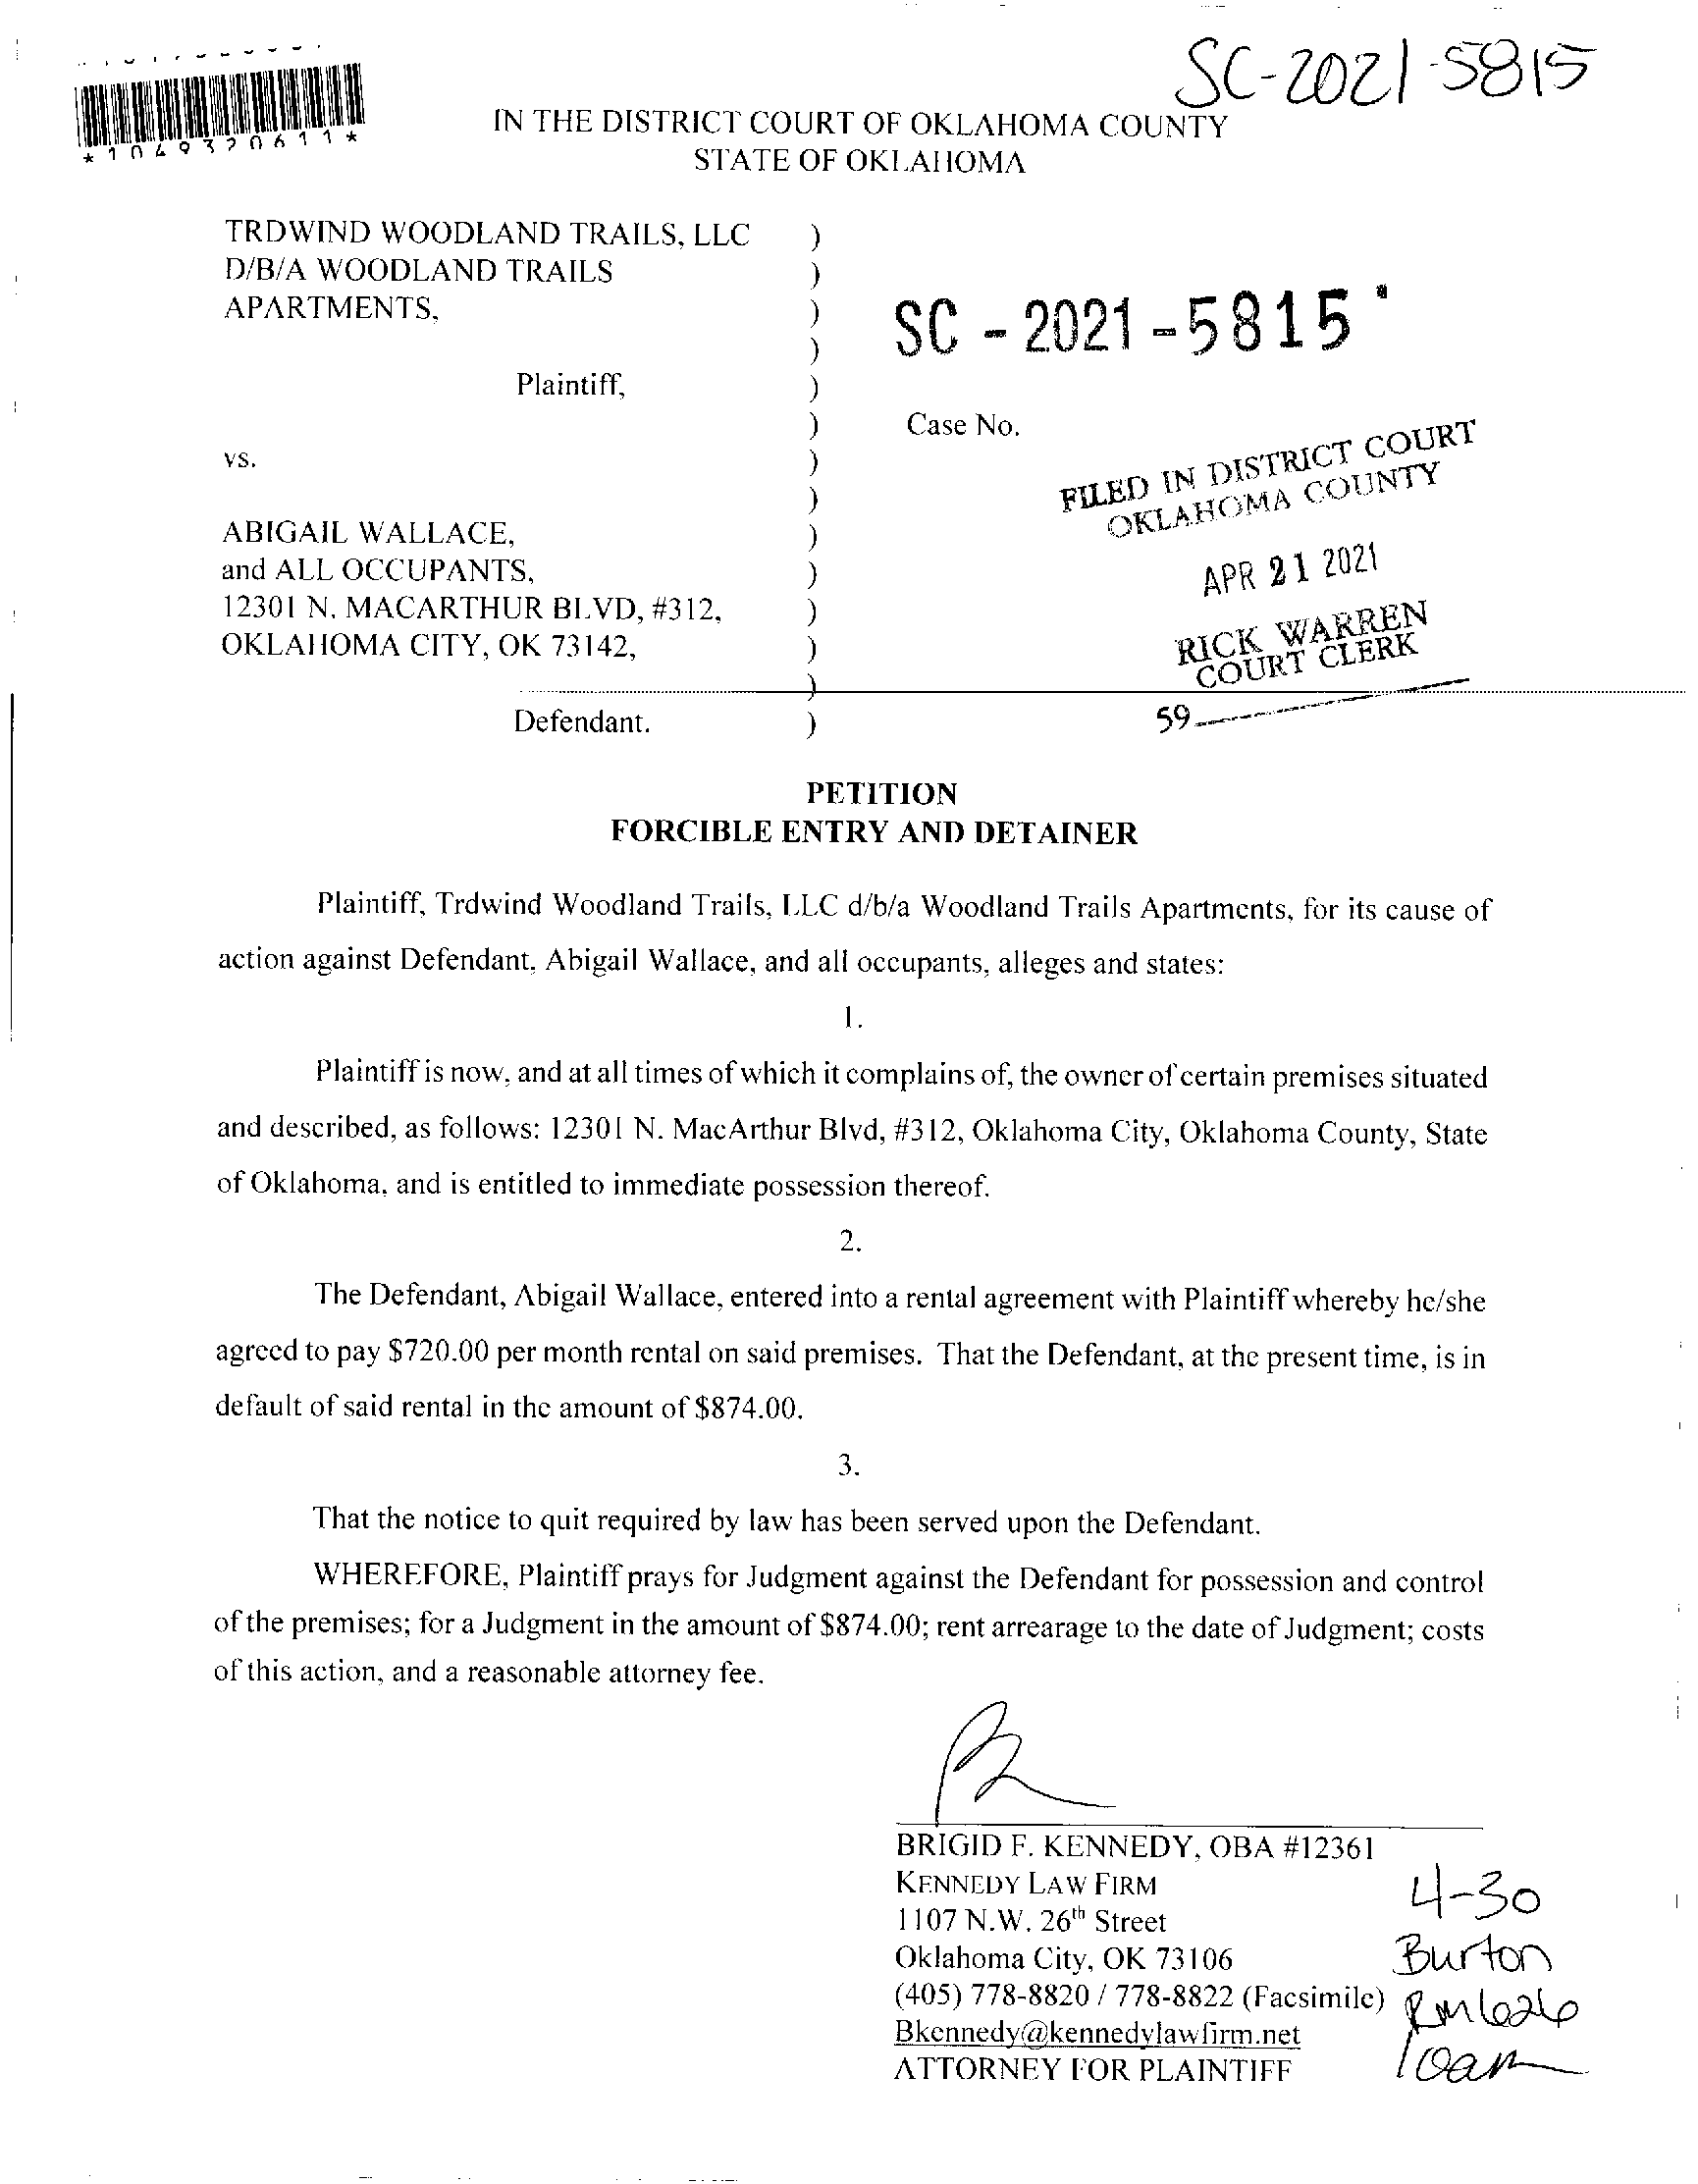 SC-2021-5815
*1049320611*
IN THE DISTRICT COURT OF OKLAHOMA COUNTY
STATE OF OKLAHOMA
TRDWIND WOODLAND TRAILS, LLC )
D/B/A WOODLAND TRAILS )
APARTMENTS, )
SC - 2021 - 5815
)
Plaintiff, )
) Case No.
vs. )
FILED IN DISTRICT COURT
OKLAHOMA COUNTY
)
ABIGAIL WALLACE, )
and ALL OCCUPANTS, )
APR 21 2021
12301 N. MACARTHUR BLVD, #312, )
OKLAHOMA CITY, OK 73142, )
RICK WARREN
COURT CLERK
)
Defendant. )
59
PETITION
FORCIBLE ENTRY AND DETAINER
Plaintiff, Trdwind Woodland Trails, LLC d/b/a Woodland Trails Apartments, for its cause of
action against Defendant, Abigail Wallace, and all occupants, alleges and states:
1.
Plaintiff is now, and at all times of which it complains of, the owner of certain premises situated
and described, as follows: 12301 N. MacArthur Blvd, #312, Oklahoma City, Oklahoma County, State
of Oklahoma, and is entitled to immediate possession thereof.
2.
The Defendant, Abigail Wallace, entered into a rental agreement with Plaintiff whereby he/she
agreed to pay $720.00 per month rental on said premises. That the Defendant, at the present time, is in
default of said rental in the amount of $874.00.
3.
That the notice to quit required by law has been served upon the Defendant.
WHEREFORE, Plaintiff prays for Judgment against the Defendant for possession and control
of the premises; for a Judgment in the amount of $874.00; rent arrearage to the date of Judgment; costs
of this action, and a reasonable attorney fee.
BRIGID F. KENNEDY, OBA #12361
KENNEDY LAW FIRM
1107 N.W. 26th Street
Oklahoma City, OK 73106
(405) 778-8820 / 778-8822 (Facsimile)
Bkennedy@kennedylawfirm.net
ATTORNEY FOR PLAINTIFF
4-30
Burton
Rm 626
10am